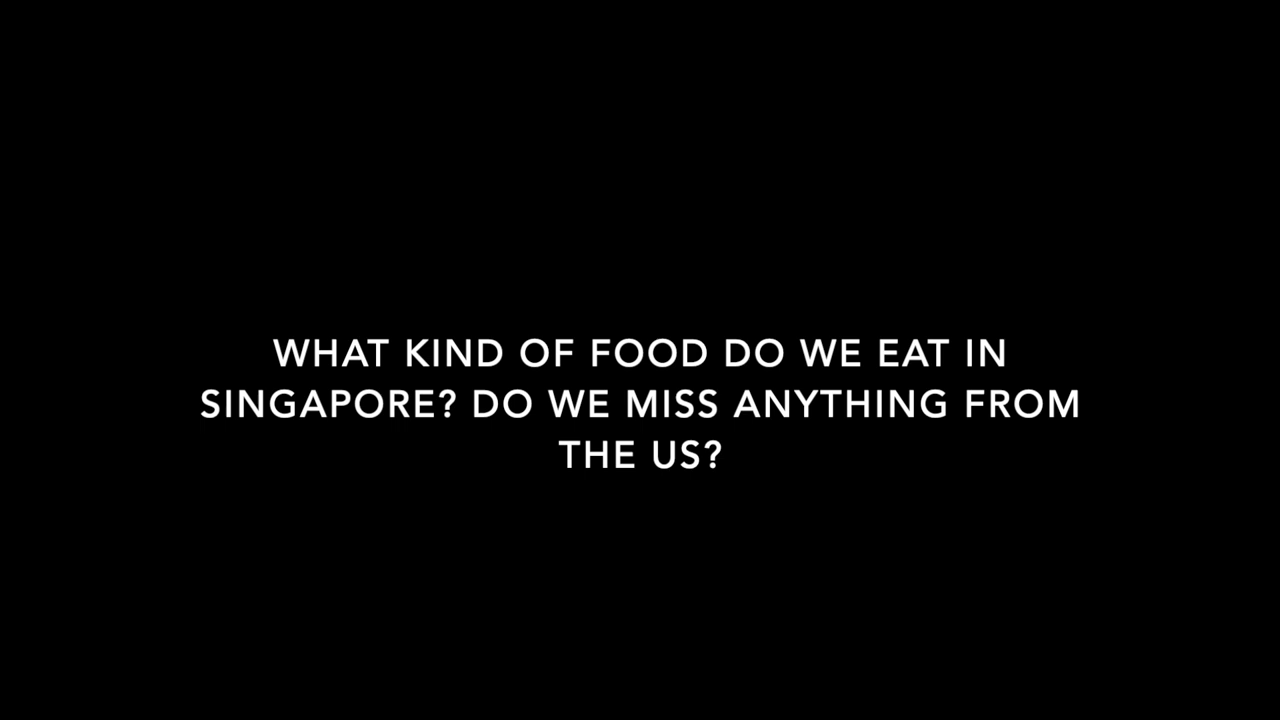 WHAT KIND OF FOOD DO WE EAT IN
SINGAPORE? DO WE MISS ANYTHING FROM
THE US?